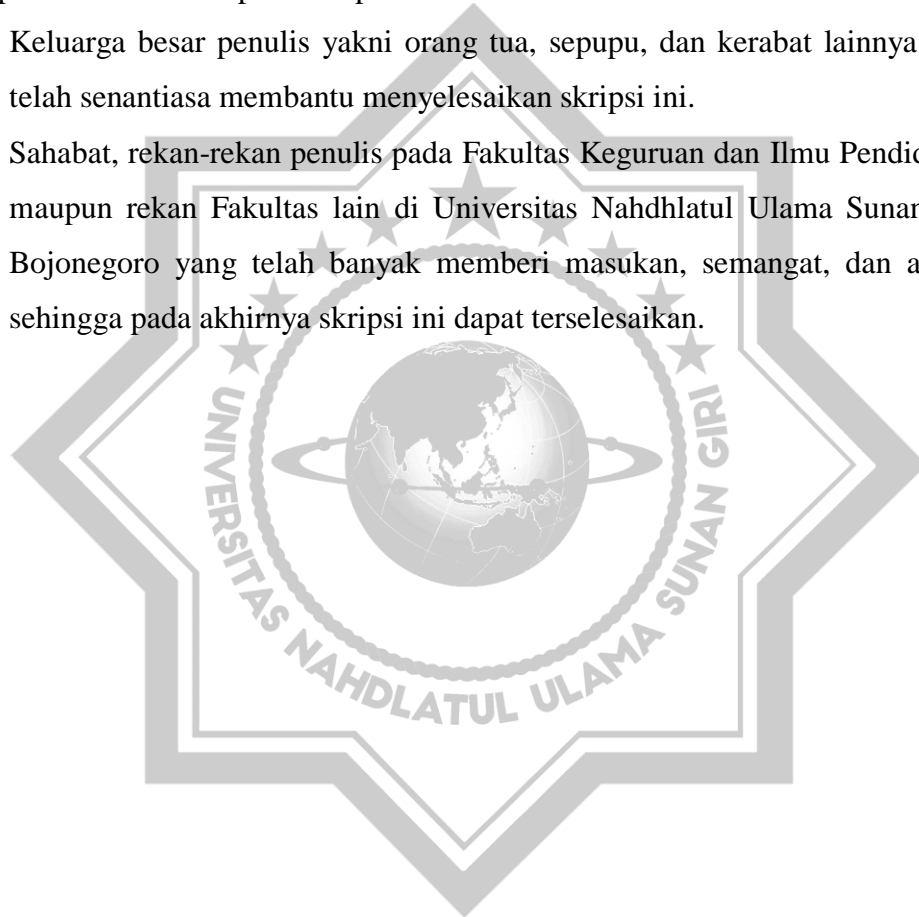 Keluarga besar penulis yakni orang tua, sepupu, dan kerabat lainnya
telah senantiasa membantu menyelesaikan skripsi ini.
Sahabat, rekan-rekan penulis pada Fakultas Keguruan dan Ilmu
maupun rekan Fakultas lain di Universitas Nahdhlatul Ulama Sunan
Bojonegoro yang telah banyak memberi masukan, semangat, dan
sehingga pada akhirnya skripsi ini dapat terselesaikan.
UNIVERSITAS NAHDLATUL ULAMA SUNAN GIRI